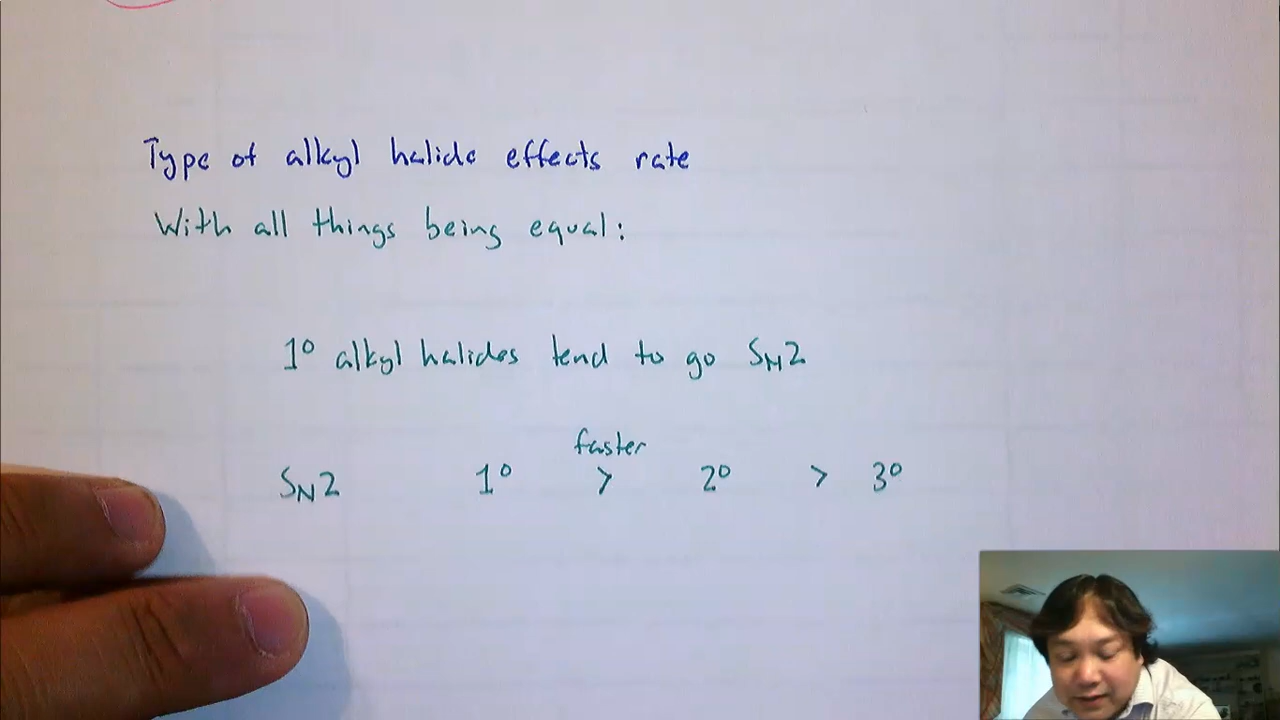 Type of alkyl halide effects rate
With all things being equal:
1° alkyl halides tend to go SN2
faster
SN2 1° > 2° > 3°